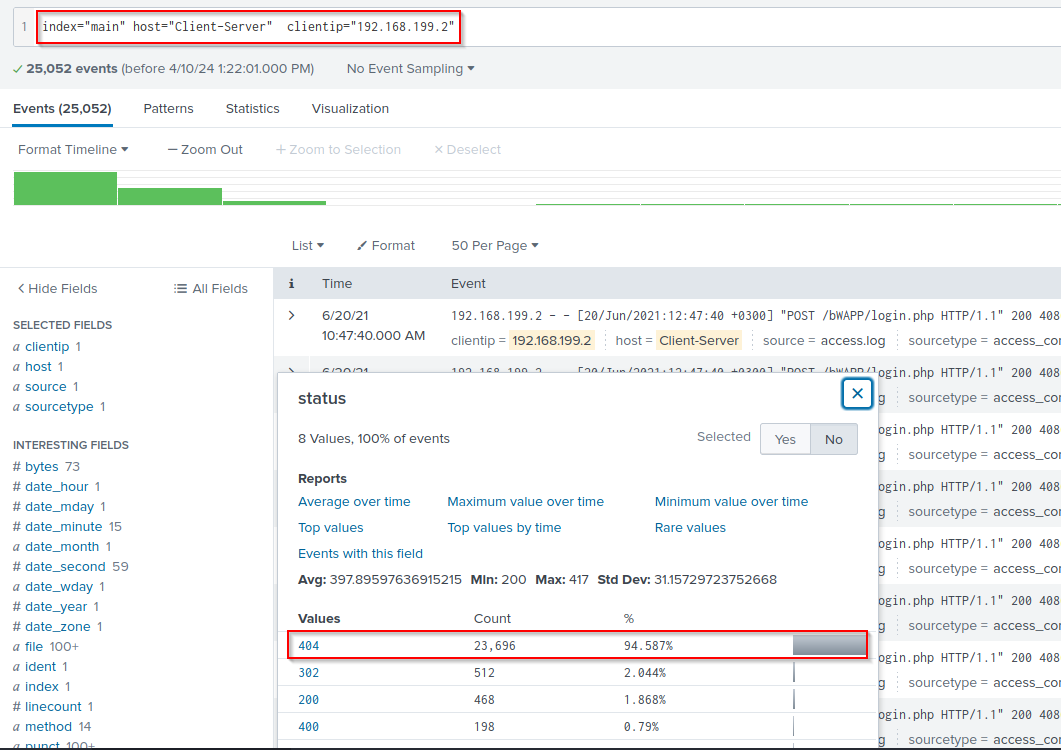 1 index="main" host="Client-Server" clientip="192.168.199.2"
25,052 events (before 4/10/24 1:22:01.000 PM) No Event Sampling
Events (25,052) Patterns Statistics Visualization
Format Timeline — Zoom Out + Zoom to Selection × Deselect
List Format 50 Per Page
< Hide Fields All Fields
i Time Event
SELECTED FIELDS
a clientip 1
a host 1
a source 1
a sourcetype 1
INTERESTING FIELDS
# bytes 73
# date_hour 1
# date_mday 1
# date_minute 15
a date_month 1
# date_second 59
a date_wday 1
# date_year 1
# date_zone 1
a file 100+
a ident 1
a index 1
# linecount 1
a method 14
a punct 100+
6/20/21
10:47:40.000 AM
192.168.199.2 - - [20/Jun/2021:12:47:40 +0300] "POST /bWAPP/login.php HTTP/1.1" 200 408
clientip = 192.168.199.2 host = Client-Server source = access.log sourcetype = access_co
6/20/21 192.168.199.2 - - [20/Jun/2021:12:47:40 +0300] "POST /bWAPP/login.php HTTP/1.1" 200 408
g sourcetype = access_co
ogin.php HTTP/1.1" 200 408
g sourcetype = access_co
ogin.php HTTP/1.1" 200 408
g sourcetype = access_co
ogin.php HTTP/1.1" 200 408
g sourcetype = access_co
ogin.php HTTP/1.1" 200 408
g sourcetype = access_co
ogin.php HTTP/1.1" 200 408
g sourcetype = access_co
ogin.php HTTP/1.1" 200 408
g sourcetype = access_co
status
8 Values, 100% of events Selected Yes No
Reports
Average over time Maximum value over time Minimum value over time
Top values Top values by time Rare values
Events with this field
Avg: 397.89597636915215 Min: 200 Max: 417 Std Dev: 31.15729723752668
Values Count %
404 23,696 94.587%
302 512 2.044%
200 468 1.868%
400 198 0.79%